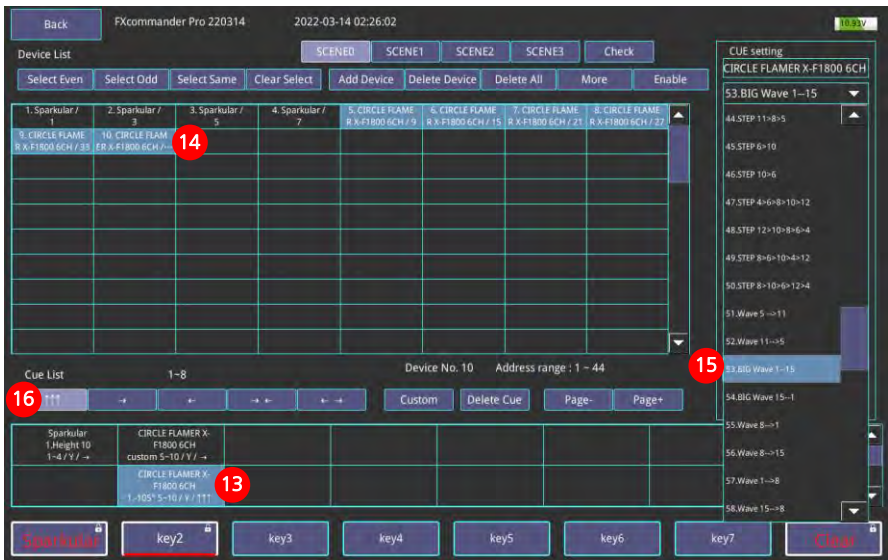 Back
FXcommander Pro 220314
2022-03-14 02:26:02
10.93V
Device List
SCENE0
SCENE1
SCENE2
SCENE3
Check
CUE setting
CIRCLE FLAMER X-F1800 6CH
Select Even
Select Odd
Select Same
Clear Select
Add Device
Delete Device
Delete All
More
Enable
53.BIG Wave 1--15
1. Sparkular /
1
2. Sparkular /
3
3. Sparkular /
5
4. Sparkular /
7
5. CIRCLE FLAME
R X-F1800 6CH / 9
6. CIRCLE FLAME
R X-F1800 6CH / 15
7. CIRCLE FLAME
R X-F1800 6CH / 21
8. CIRCLE FLAME
R X-F1800 6CH / 27
9. CIRCLE FLAME
R X-F1800 6CH / 33
10. CIRCLE FLAM
ER X-F1800 6CH /--
14
44.STEP 11>8>5
45.STEP 6>10
46.STEP 10>6
47.STEP 4>6>8>10>12
48.STEP 12>10>8>6>4
49.STEP 8>6>10>4>12
50.STEP 8>10>6>12>4
51.Wave 5-->11
52.Wave 11-->5
15
53.BIG Wave 1--15
54.BIG Wave 15--1
55.Wave 8-->1
56.Wave 8-->15
57.Wave 1-->8
58.Wave 15-->8
Cue List
1~8
Device No. 10
Address range : 1 ~ 44
16
↑↑↑
→
←
→ ←
← →
Custom
Delete Cue
Page-
Page+
Sparkular
1.Height 10
1~4 / Y / →
CIRCLE FLAMER X-
F1800 6CH
custom 5~10 / Y / →
CIRCLE FLAMER X-
F1800 6CH
1.-105° 5~10 / Y / ↑↑↑
13
Sparkular
key2
key3
key4
key5
key6
key7
Clear